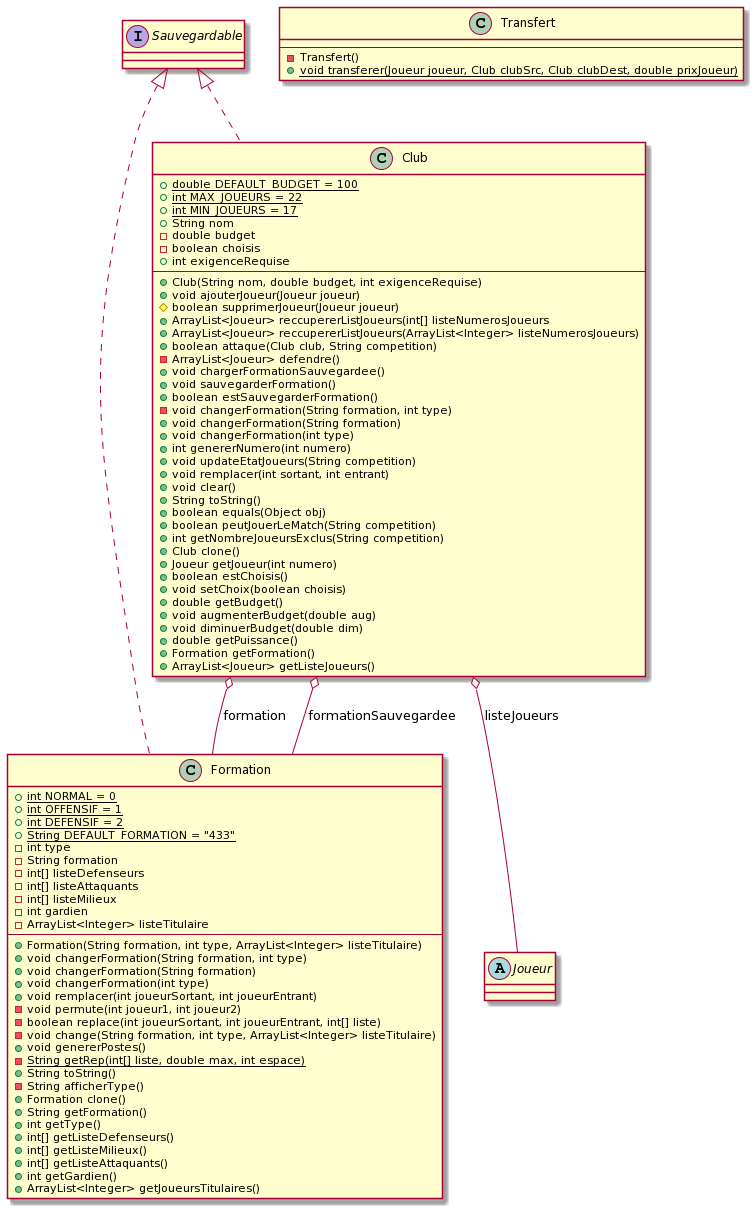 I Sauvegardable
C Transfert
Transfert()
void transferer(Joueur joueur, Club clubSrc, Club clubDest, double prixJoueur)
C Club
double DEFAULT_BUDGET = 100
int MAX_JOUEURS = 22
int MIN_JOUEURS = 17
String nom
double budget
boolean choisis
int exigenceRequise
Club(String nom, double budget, int exigenceRequise)
void ajouterJoueur(Joueur joueur)
boolean supprimerJoueur(Joueur joueur)
ArrayList<Joueur> reccupererListJoueurs(int[] listeNumerosJoueurs
ArrayList<Joueur> reccupererListJoueurs(ArrayList<Integer> listeNumerosJoueurs)
boolean attaque(Club club, String competition)
ArrayList<Joueur> defendre()
void chargerFormationSauvegardee()
void sauvegarderFormation()
boolean estSauvegarderFormation()
void changerFormation(String formation, int type)
void changerFormation(String formation)
void changerFormation(int type)
int genererNumero(int numero)
void updateEtatJoueurs(String competition)
void remplacer(int sortant, int entrant)
void clear()
String toString()
boolean equals(Object obj)
boolean peutJouerLeMatch(String competition)
int getNombreJoueursExclus(String competition)
Club clone()
Joueur getJoueur(int numero)
boolean estChoisis()
void setChoix(boolean choisis)
double getBudget()
void augmenterBudget(double aug)
void diminuerBudget(double dim)
double getPuissance()
Formation getFormation()
ArrayList<Joueur> getListeJoueurs()
formation
formationSauvegardee
listeJoueurs
C Formation
int NORMAL = 0
int OFFENSIF = 1
int DEFENSIF = 2
String DEFAULT_FORMATION = "433"
int type
String formation
int[] listeDefenseurs
int[] listeAttaquants
int[] listeMilieux
int gardien
ArrayList<Integer> listeTitulaire
Formation(String formation, int type, ArrayList<Integer> listeTitulaire)
void changerFormation(String formation, int type)
void changerFormation(String formation)
void changerFormation(int type)
void remplacer(int joueurSortant, int joueurEntrant)
void permute(int joueur1, int joueur2)
boolean replace(int joueurSortant, int joueurEntrant, int[] liste)
void change(String formation, int type, ArrayList<Integer> listeTitulaire)
void genererPostes()
String getRep(int[] liste, double max, int espace)
String toString()
String afficherType()
Formation clone()
String getFormation()
int getType()
int[] getListeDefenseurs()
int[] getListeMilieux()
int[] getListeAttaquants()
int getGardien()
ArrayList<Integer> getJoueursTitulaires()
A Joueur